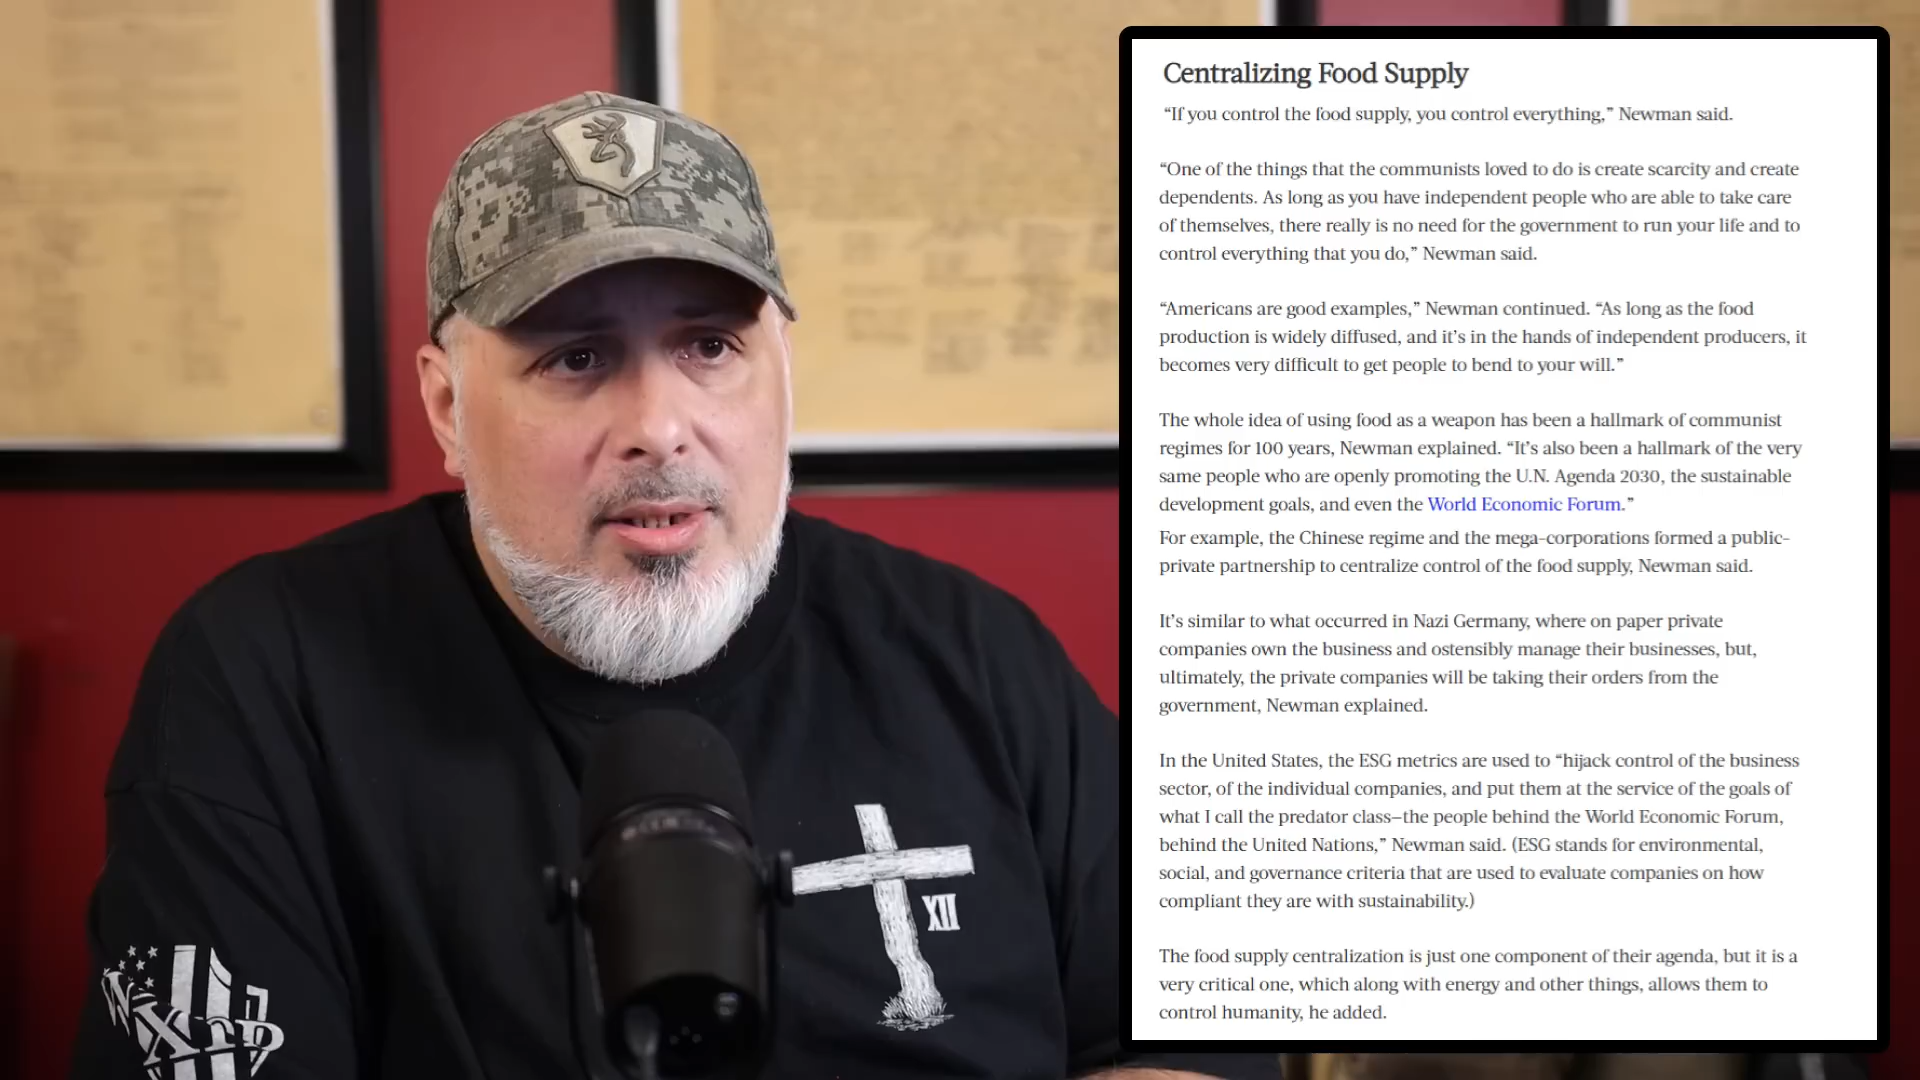 Centralizing Food Supply
“If you control the food supply, you control everything,” Newman said.
“One of the things that the communists loved to do is create scarcity and create
dependents. As long as you have independent people who are able to take care
of themselves, there really is no need for the government to run your life and to
control everything that you do,” Newman said.
“Americans are good examples,” Newman continued. “As long as the food
production is widely diffused, and it’s in the hands of independent producers, it
becomes very difficult to get people to bend to your will.”
The whole idea of using food as a weapon has been a hallmark of communist
regimes for 100 years, Newman explained. “It’s also been a hallmark of the very
same people who are openly promoting the U.N. Agenda 2030, the sustainable
development goals, and even the World Economic Forum.”
For example, the Chinese regime and the mega-corporations formed a public-
private partnership to centralize control of the food supply, Newman said.
It’s similar to what occurred in Nazi Germany, where on paper private
companies own the business and ostensibly manage their businesses, but,
ultimately, the private companies will be taking their orders from the
government, Newman explained.
In the United States, the ESG metrics are used to “hijack control of the business
sector, of the individual companies, and put them at the service of the goals of
what I call the predator class—the people behind the World Economic Forum,
behind the United Nations,” Newman said. (ESG stands for environmental,
social, and governance criteria that are used to evaluate companies on how
compliant they are with sustainability.)
The food supply centralization is just one component of their agenda, but it is a
very critical one, which along with energy and other things, allows them to
control humanity, he added.
XII